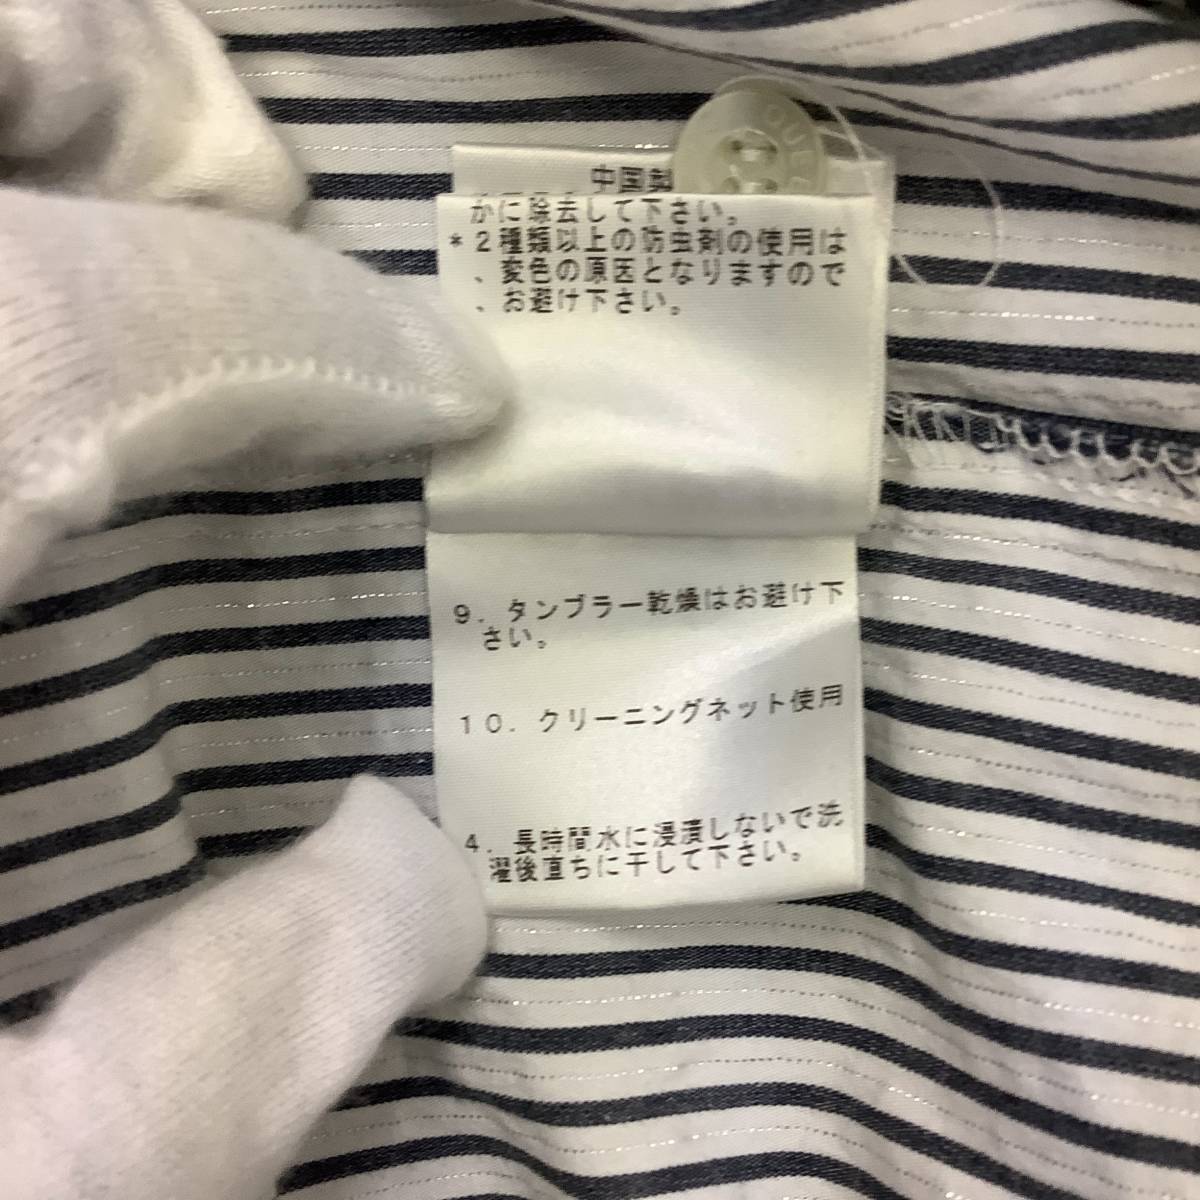 中国製
かに除去して下さい。
*2種類以上の防虫剤の使用は
、変色の原因となりますので
、お避け下さい。
9. タンブラー乾燥はお避け下
さい。
10. クリーニングネット使用
4. 長時間水に浸漬しないで洗
濯後直ちに干して下さい。